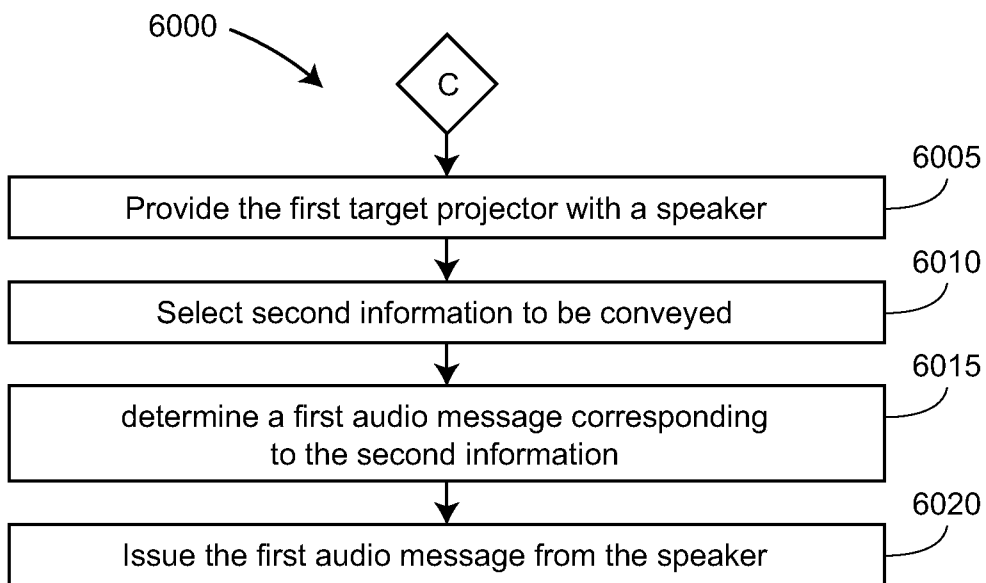 6000
C
6005
Provide the first target projector with a speaker
6010
Select second information to be conveyed
6015
determine a first audio message corresponding
to the second information
6020
Issue the first audio message from the speaker